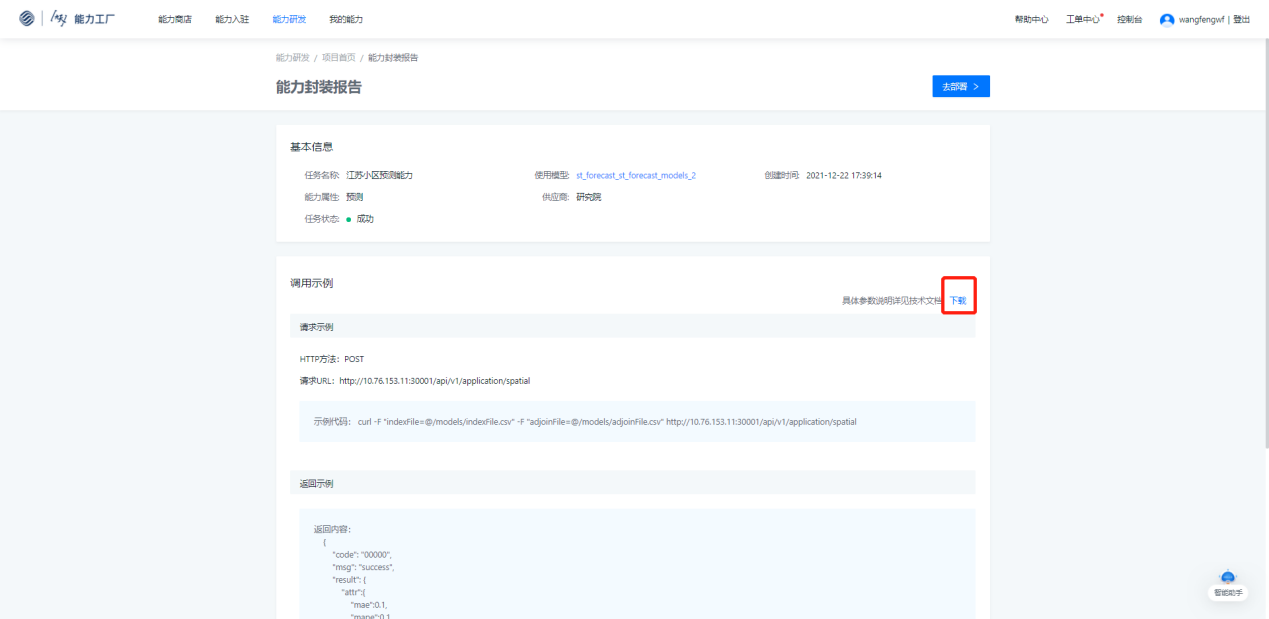 能力工厂 能力商店 能力入驻 能力研发 我的能力 帮助中心 工单中心 控制台 wangfengwf | 登出
能力研发 / 项目首页 / 能力封装报告
能力封装报告
去部署 >
基本信息
任务名称: 江苏小区预测能力 使用模型: st_forecast_st_forecast_models_2 创建时间: 2021-12-22 17:39:14
能力属性: 预测 供应商: 研究院
任务状态: 成功
调用示例
具体参数说明详见技术文档 下载
请求示例
HTTP方法: POST
请求URL: http://10.76.153.11:30001/api/v1/application/spatial
示例代码: curl -F "indexFile=@/models/indexFile.csv" -F "adjoinFile=@/models/adjoinFile.csv" http://10.76.153.11:30001/api/v1/application/spatial
返回示例
返回内容:
{
"code": "00000",
"msg": "success",
"result": {
"attr":{
"mae":0.1,
"mape":0.1
智能助手